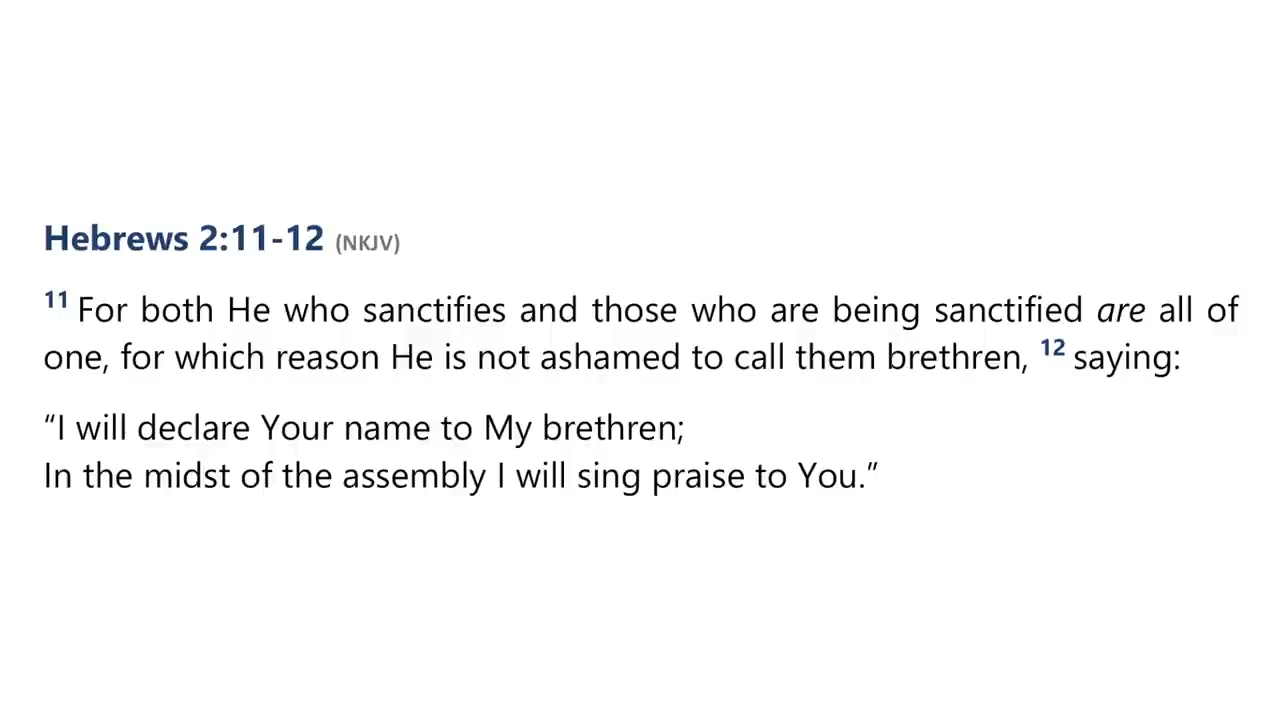 Hebrews 2:11-12 (NKJV)
11 For both He who sanctifies and those who are being sanctified are all of
one, for which reason He is not ashamed to call them brethren, 12 saying:
“I will declare Your name to My brethren;
In the midst of the assembly I will sing praise to You.”